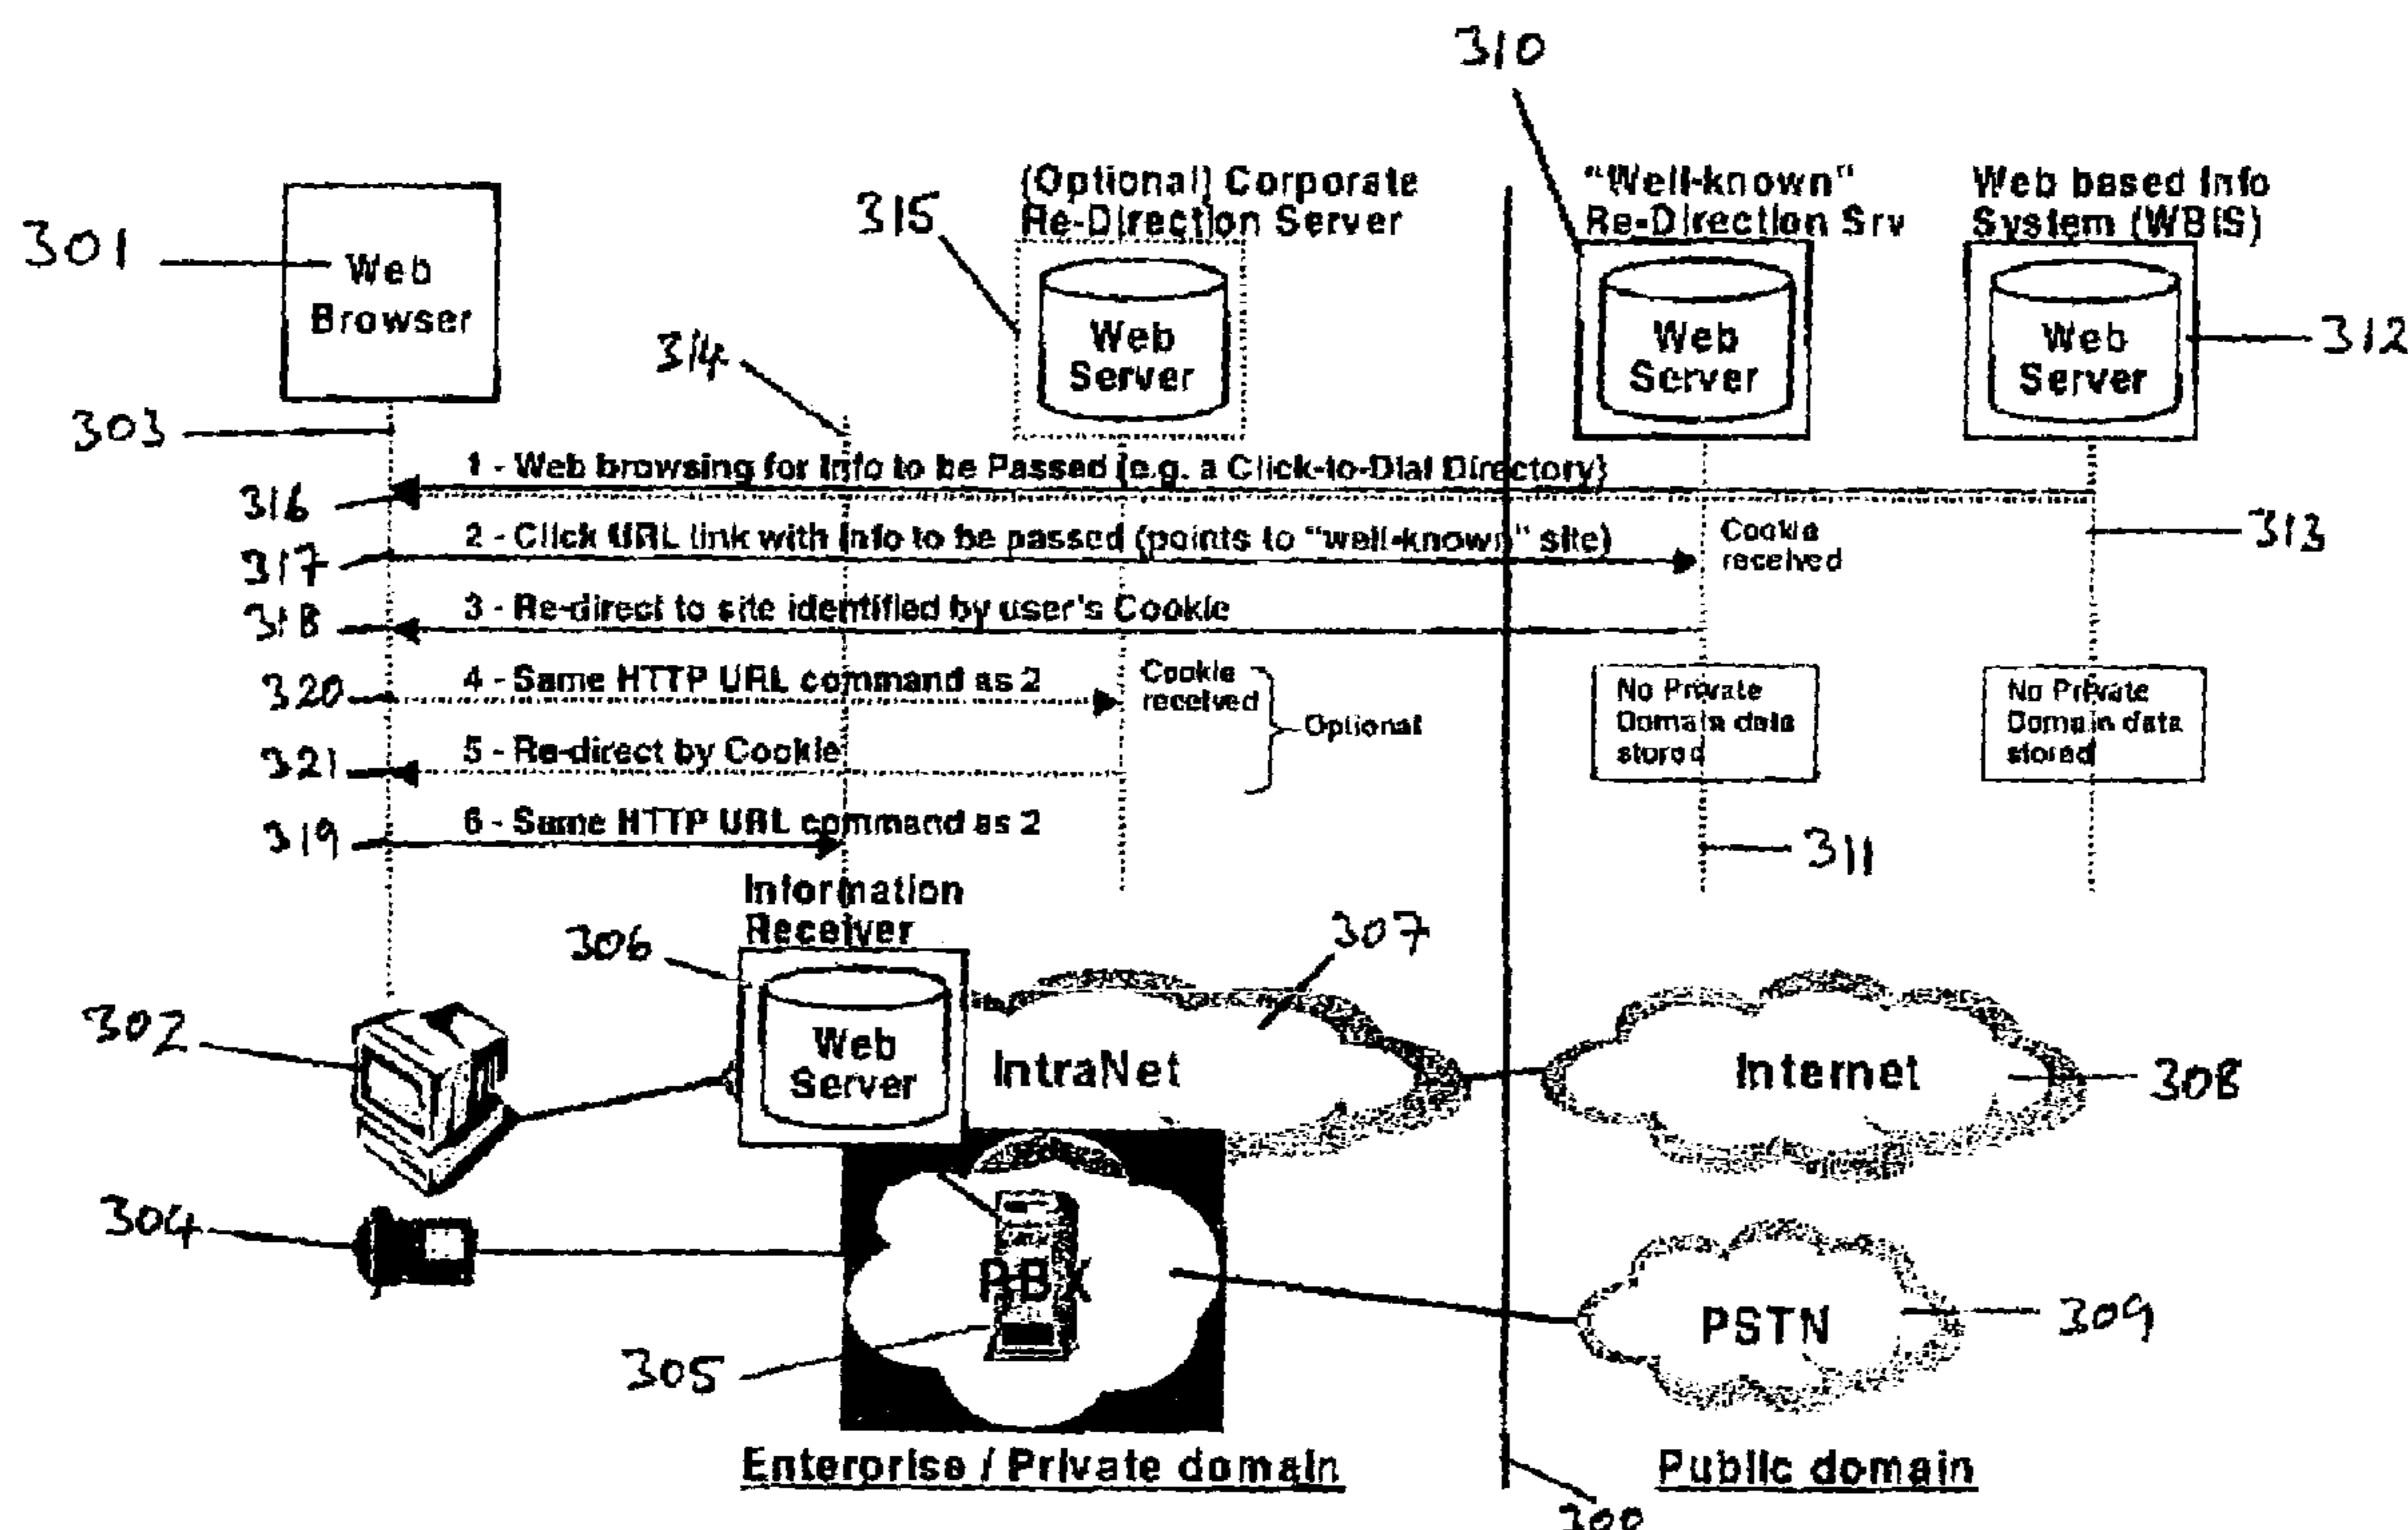 310
(Optional) Corporate
Re-Direction Server
"Well-known"
Re-Direction Srv
Web based Info
System (WBIS)
315
301
Web
Browser
314
Web
Server
Web
Server
Web
Server
312
303
1 - Web browsing for Info to be Passed (e.g. a Click-to-Dial Directory)
316
2 - Click URL link with info to be passed (points to "well-known" site)
Cookie
received
313
317
3 - Re-direct to site identified by user's Cookie
318
4 - Same HTTP URL command as 2
Cookie
received
320
Optional
No Private
Domain data
stored
No Private
Domain data
stored
5 - Re-direct by Cookie
321
6 - Same HTTP URL command as 2
319
311
Information
Receiver
306
307
302
Web
Server
IntraNet
Internet
308
304
PBX
PSTN
309
305
Enterprise / Private domain
Public domain